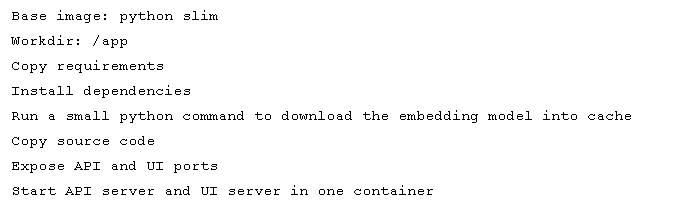 Base image: python slim
Workdir: /app
Copy requirements
Install dependencies
Run a small python command to download the embedding model into cache
Copy source code
Expose API and UI ports
Start API server and UI server in one container